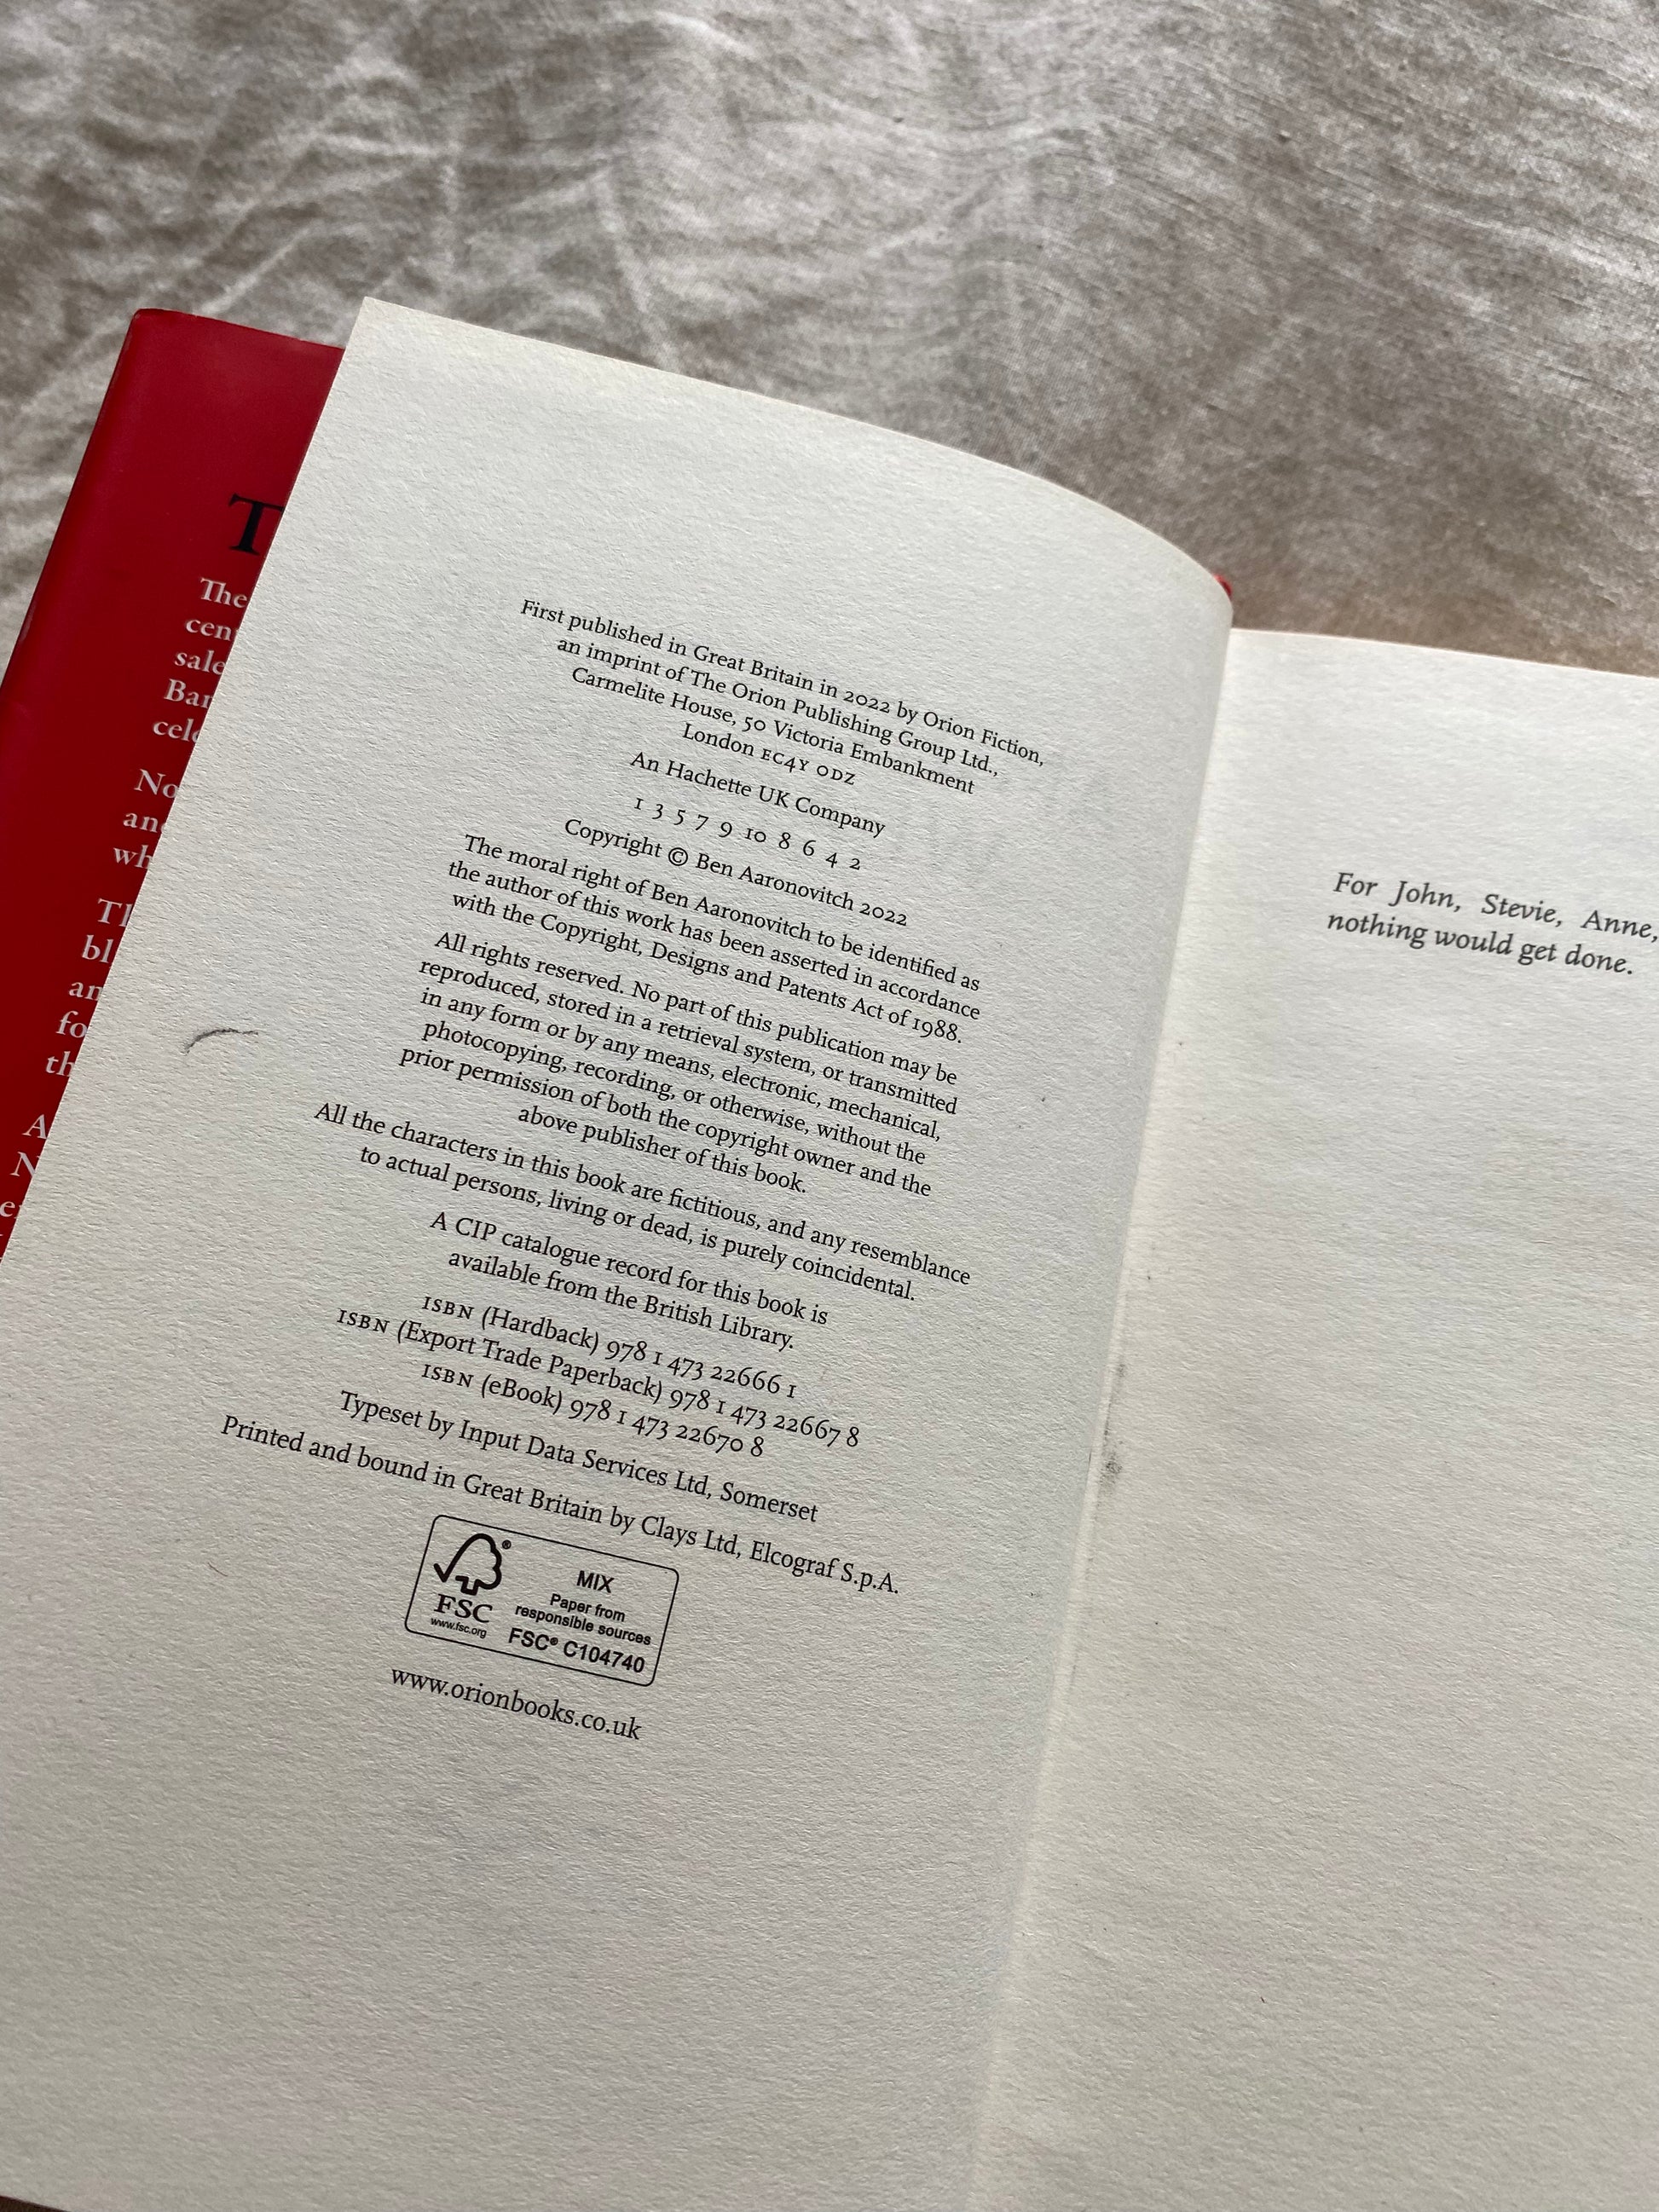 T
The
cen
sale
Bar
cele
No
and
wh
Th
bl
an
fo
th
A
N
e
First published in Great Britain in 2022 by Orion Fiction,
an imprint of The Orion Publishing Group Ltd.,
Carmelite House, 50 Victoria Embankment
London EC4Y 0DZ
An Hachette UK Company
1 3 5 7 9 10 8 6 4 2
Copyright © Ben Aaronovitch 2022
The moral right of Ben Aaronovitch to be identified as
the author of this work has been asserted in accordance
with the Copyright, Designs and Patents Act of 1988.
All rights reserved. No part of this publication may be
reproduced, stored in a retrieval system, or transmitted
in any form or by any means, electronic, mechanical,
photocopying, recording, or otherwise, without the
prior permission of both the copyright owner and the
above publisher of this book.
All the characters in this book are fictitious, and any resemblance
to actual persons, living or dead, is purely coincidental.
A CIP catalogue record for this book is
available from the British Library.
ISBN (Hardback) 978 1 473 22666 1
ISBN (Export Trade Paperback) 978 1 473 22667 8
ISBN (eBook) 978 1 473 22670 8
Typeset by Input Data Services Ltd, Somerset
Printed and bound in Great Britain by Clays Ltd, Elcograf S.p.A.
FSC®
www.fsc.org
MIX
Paper from
responsible sources
FSC® C104740
www.orionbooks.co.uk
For John, Stevie, Anne,
nothing would get done.